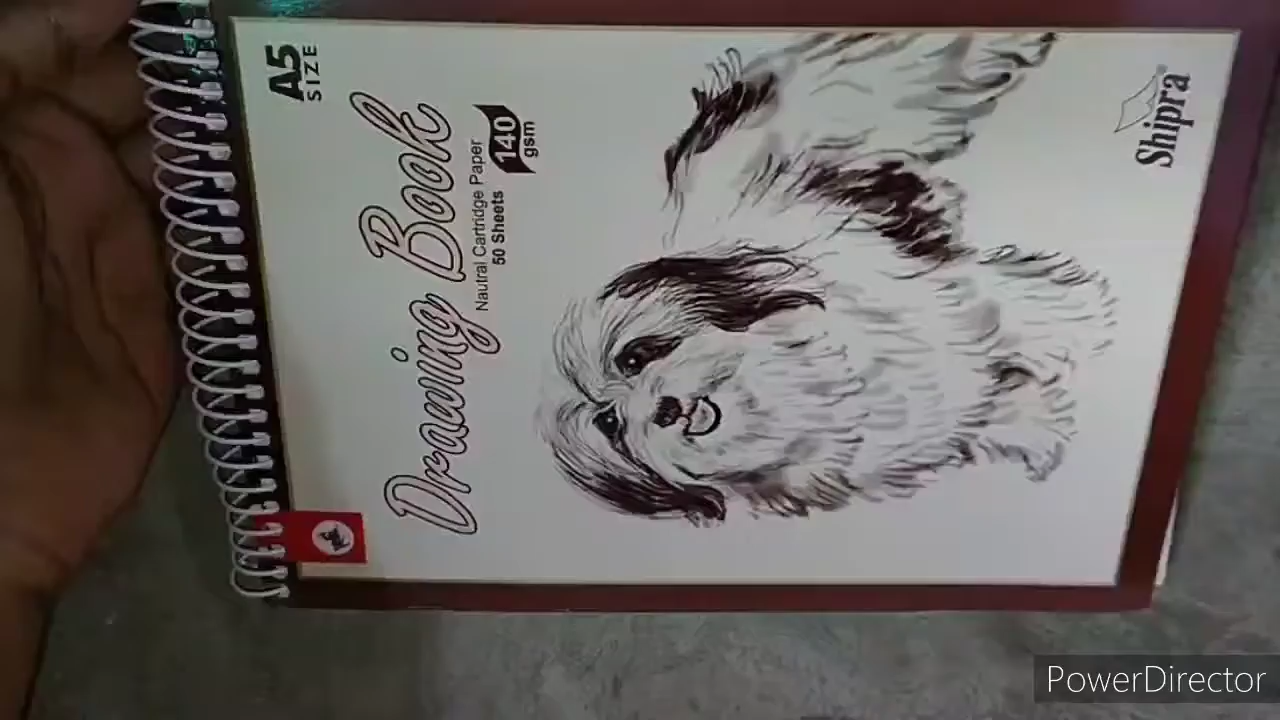 A5
SIZE
Drawing Book
Nautral Cartridge Paper
50 Sheets
140
gsm
Shipra
PowerDirector